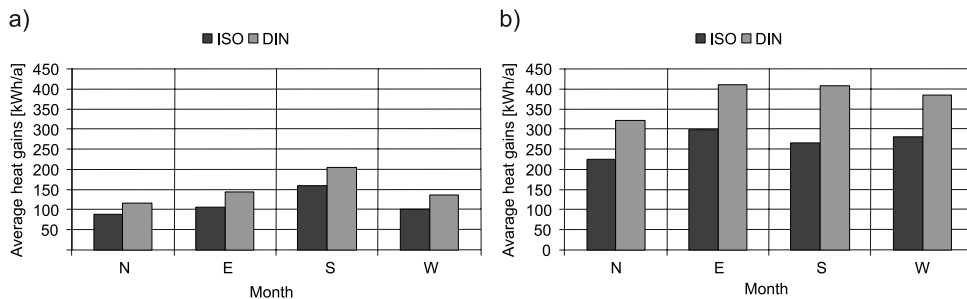 a)
ISO DIN
Average heat gains [kWh/a]
450
400
350
300
250
200
150
100
50
N E S W
Month
b)
ISO DIN
Avarage heat gains [kWh/a]
450
400
350
300
250
200
150
100
50
0
N E S W
Month